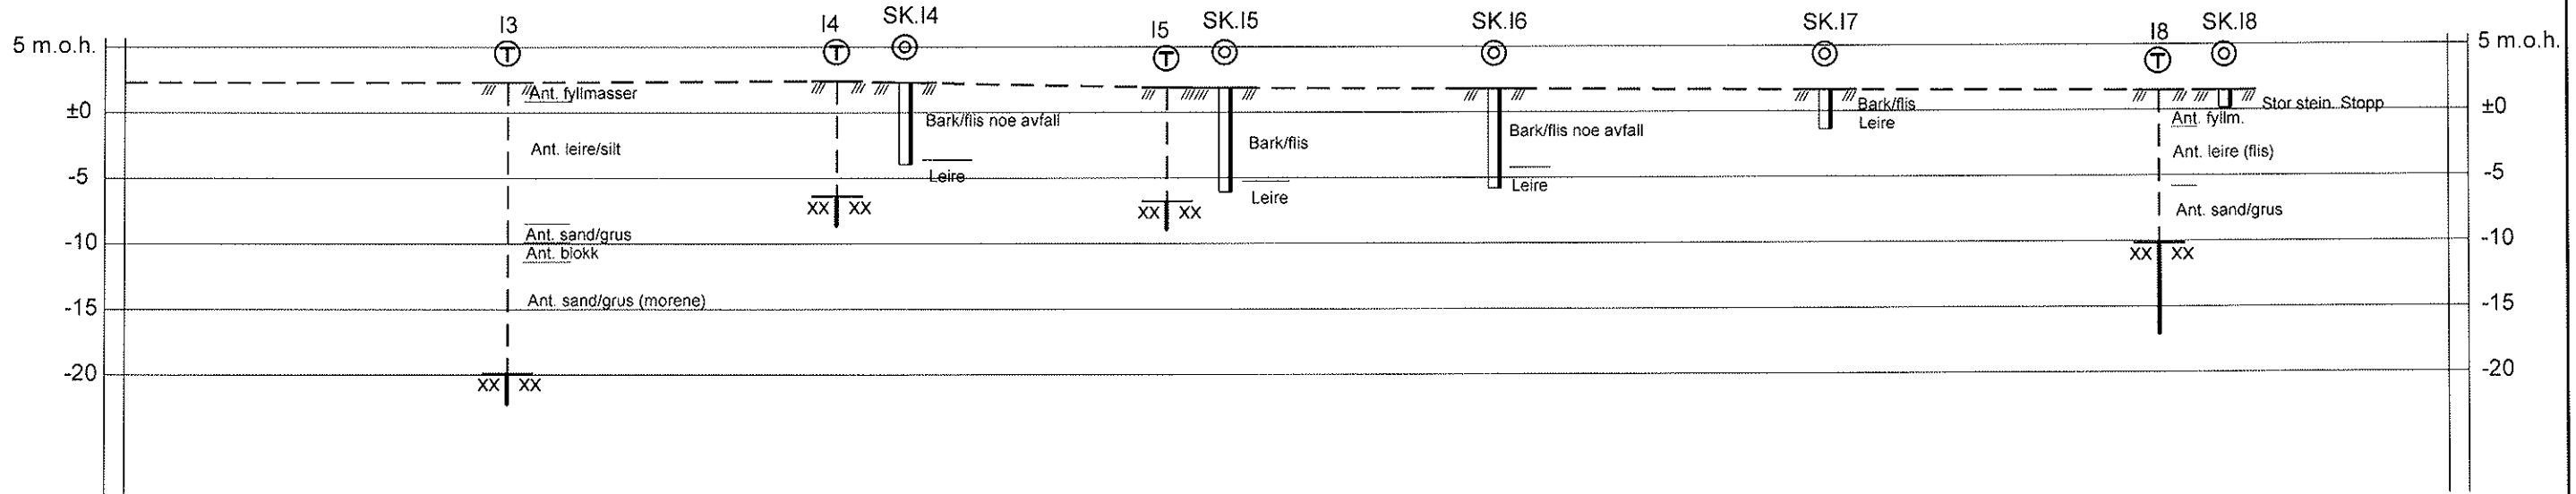 I3
I4
SK.I4
I5
SK.I5
SK.I6
SK.I7
I8
SK.I8
5 m.o.h.
5 m.o.h.
Ant. fyllmasser
±0
±0
Bark/flis noe avfall
Bark/flis
Leire
Stor stein. Stopp
Ant. fyllm.
Ant. leire/silt
Bark/flis
Bark/flis noe avfall
Ant. leire (flis)
-5
-5
Leire
Leire
Leire
XX XX
XX XX
Ant. sand/grus
Ant. sand/grus
-10
-10
Ant. blokk
XX XX
Ant. sand/grus (morene)
-15
-15
-20
-20
XX XX